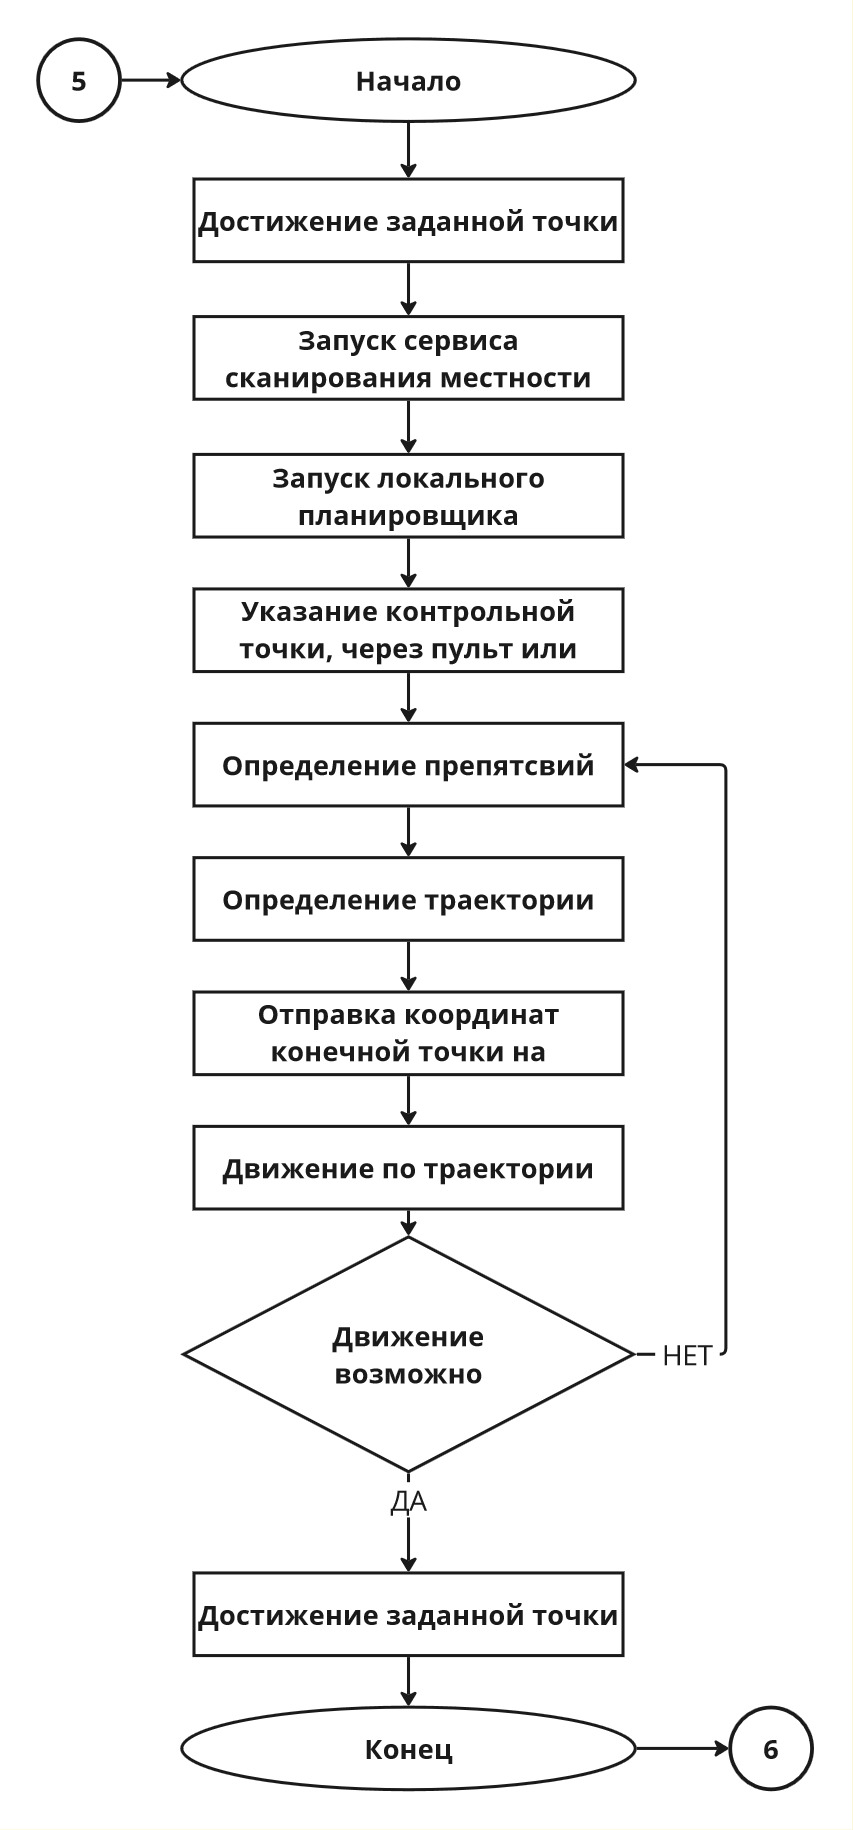 5
Начало
Достижение заданной точки
Запуск сервиса
сканирования местности
Запуск локального
планировщика
Указание контрольной
точки, через пульт или
Определение препятсвий
Определение траектории
Отправка координат
конечной точки на
Движение по траектории
Движение
возможно
НЕТ
ДА
Достижение заданной точки
Конец
6